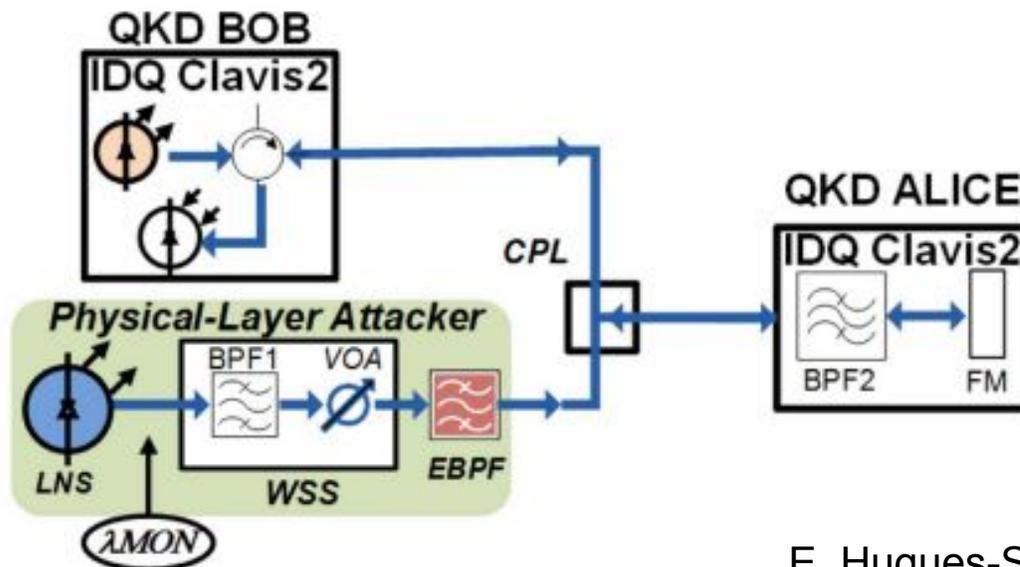 QKD BOB
IDQ Clavis2
QKD ALICE
IDQ Clavis2
CPL
BPF2
FM
Physical-Layer Attacker
BPF1
VOA
LNS
WSS
EBPF
λMON
E. Hugues-S